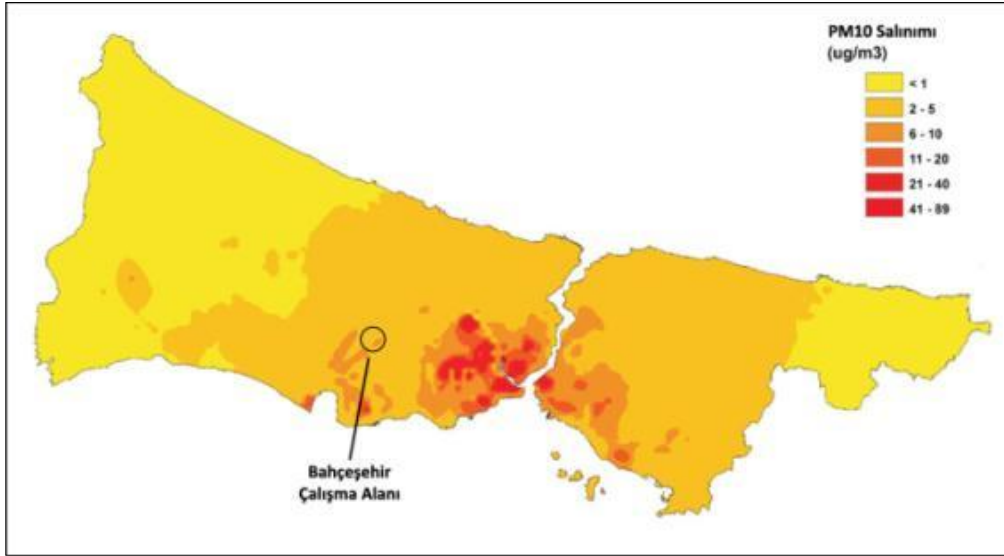 PM10 Salınımı
(ug/m3)
< 1
2 - 5
6 - 10
11 - 20
21 - 40
41 - 89
Bahçeşehir
Çalışma Alanı